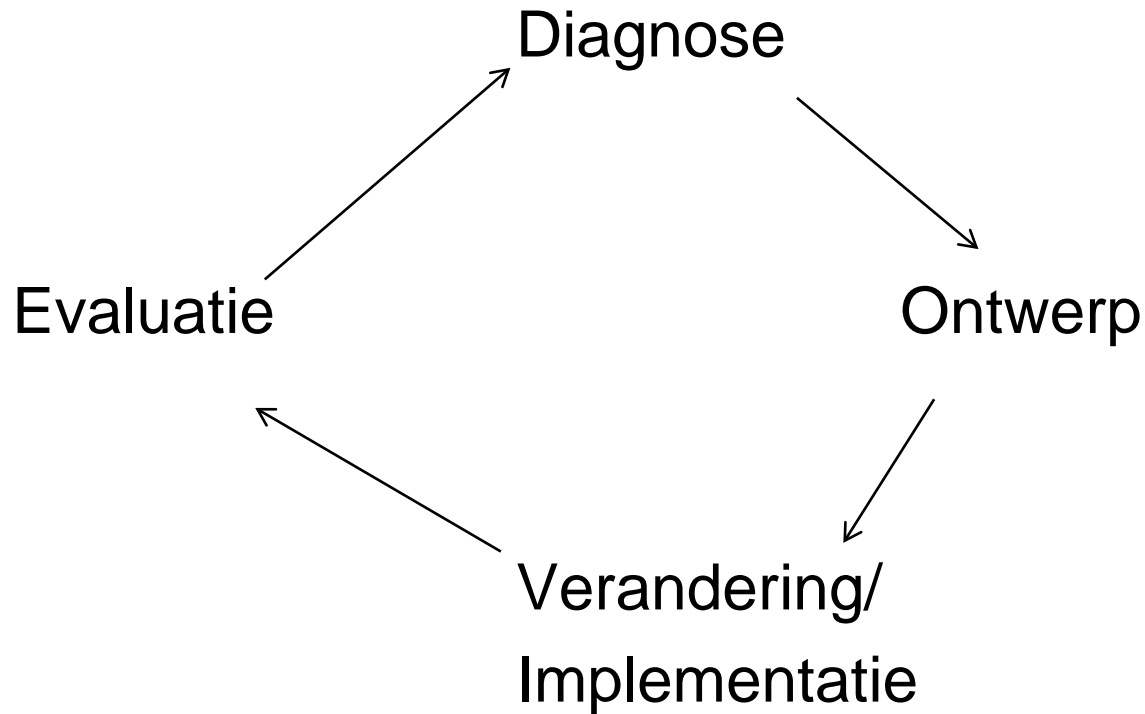 Diagnose
Evaluatie
Ontwerp
Verandering/
Implementatie